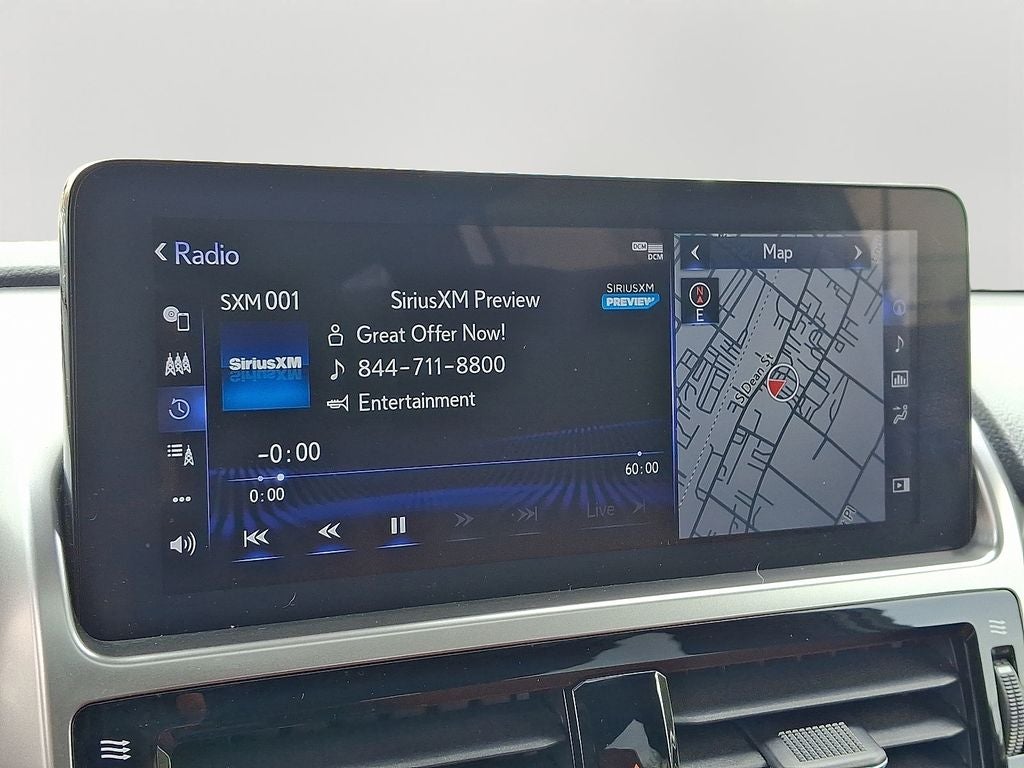 Radio
DCM
DCM
Map
SXM 001
SiriusXM Preview
SIRIUSXM
PREVIEW
N
E
Great Offer Now!
SiriusXM
844-711-8800
Entertainment
S Dean St
-0:00
0:00
60:00
Live
Pl